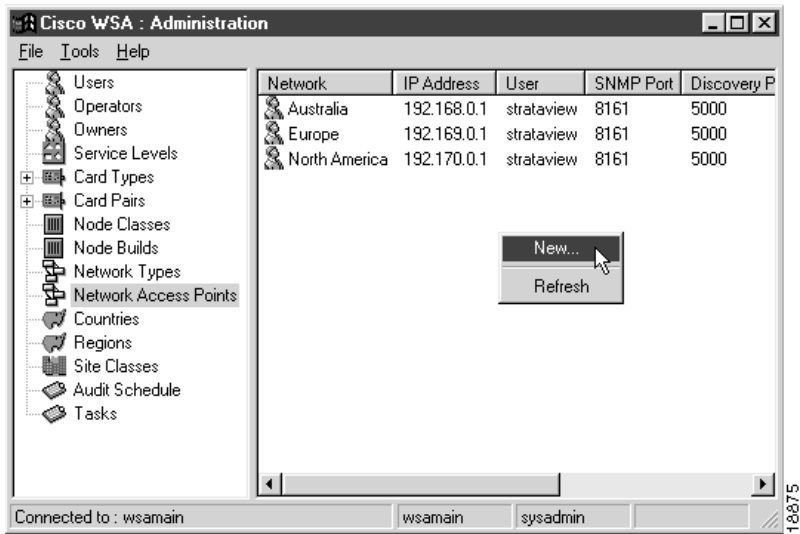 Cisco WSA : Administration
File Tools Help
Users
Operators
Owners
Service Levels
Card Types
Card Pairs
Node Classes
Node Builds
Network Types
Network Access Points
Countries
Regions
Site Classes
Audit Schedule
Tasks
Network IP Address User SNMP Port Discovery P
Australia 192.168.0.1 strataview 8161 5000
Europe 192.169.0.1 strataview 8161 5000
North America 192.170.0.1 strataview 8161 5000
New...
Refresh
Connected to : wsamain wsamain sysadmin
18875